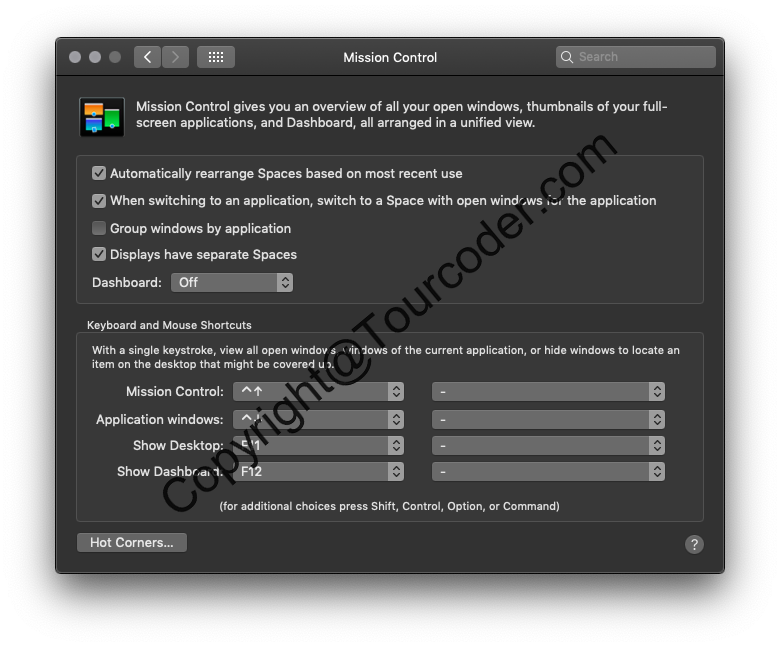 Mission Control
Search
Mission Control gives you an overview of all your open windows, thumbnails of your full-
screen applications, and Dashboard, all arranged in a unified view.
Automatically rearrange Spaces based on most recent use
When switching to an application, switch to a Space with open windows for the application
Group windows by application
Displays have separate Spaces
Dashboard: Off
Keyboard and Mouse Shortcuts
With a single keystroke, view all open windows, windows of the current application, or hide windows to locate an
item on the desktop that might be covered up.
Mission Control: ^↑ -
Application windows: ^↓ -
Show Desktop: F11 -
Show Dashboard: F12 -
(for additional choices press Shift, Control, Option, or Command)
Hot Corners...
?
Copyright@Tourcoder.com